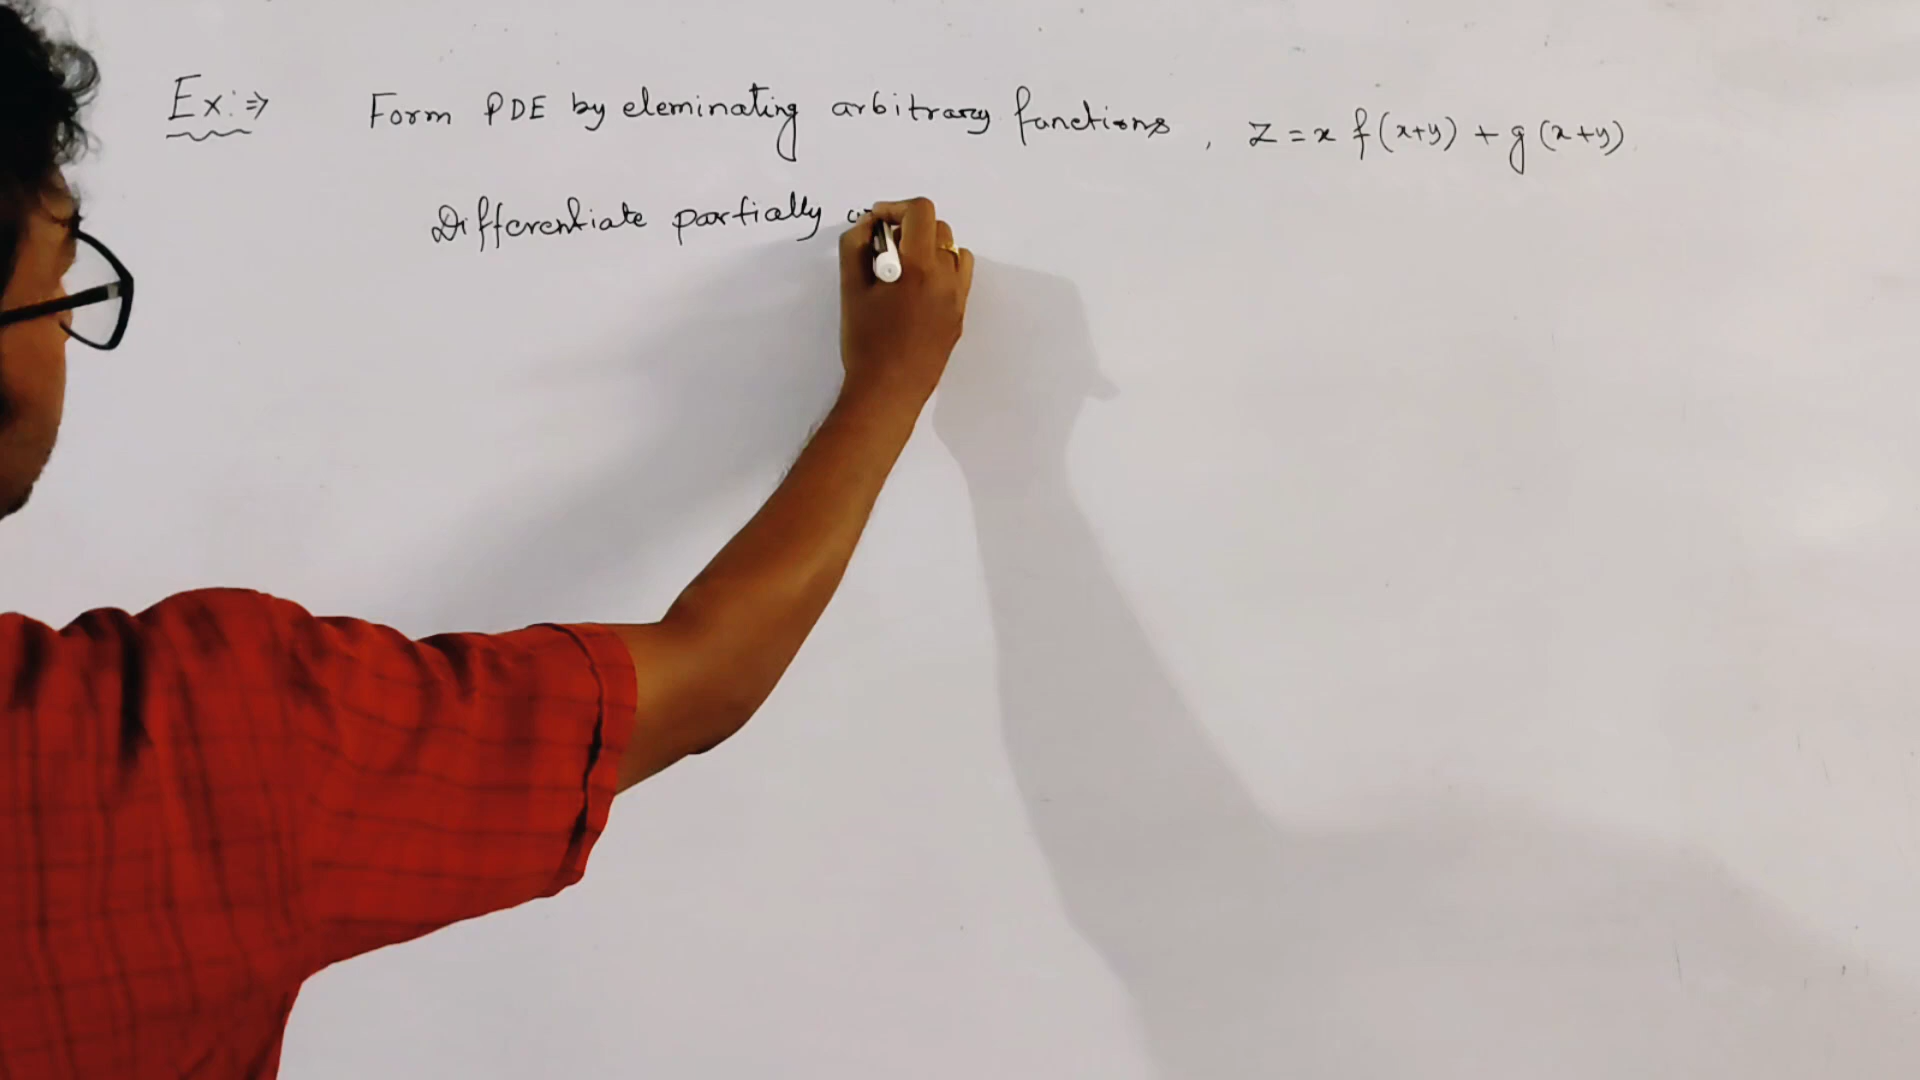 Ex:⇒ Form PDE by eleminating arbitrary functions, Z = x f(x+y) + g(x+y)
Differentiate partially